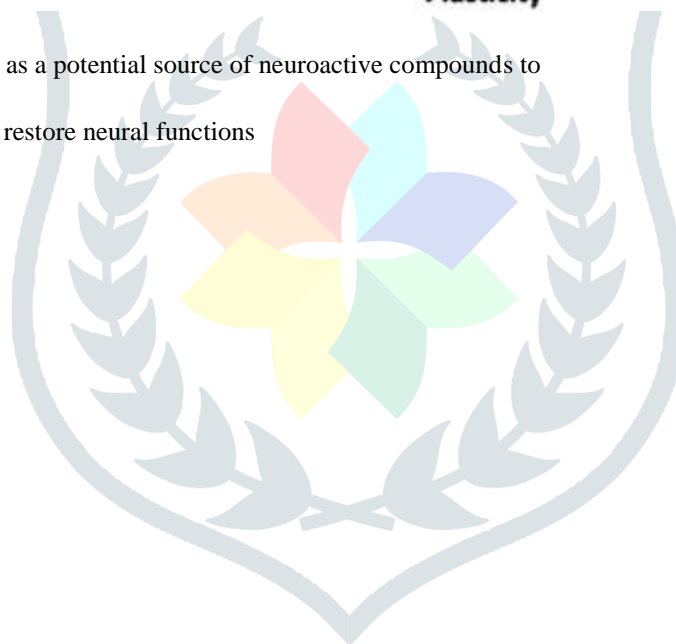 as a potential source of neuroactive compounds to
restore neural functions